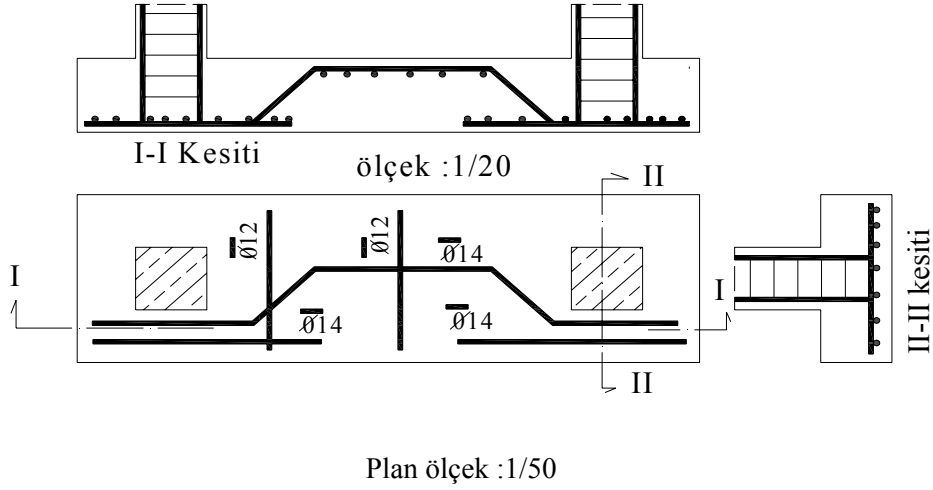 I-I Kesiti
ölçek :1/20
II
Ø12
Ø12
Ø14
I
I
Ø14
Ø14
II-II kesiti
II
Plan ölçek :1/50